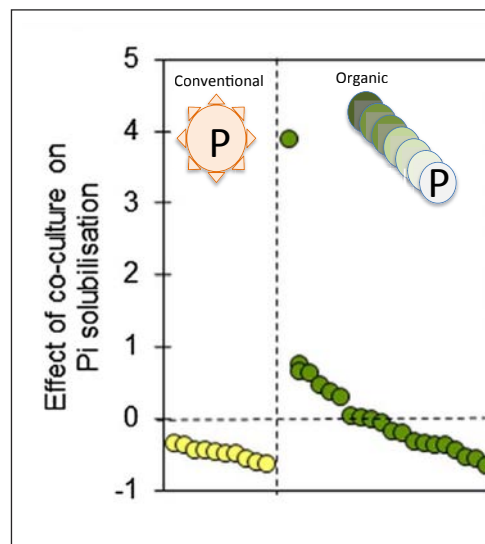 Effect of co-culture on
Pi solubilisation
5
4
3
2
1
0
-1
Conventional
P
Organic
P